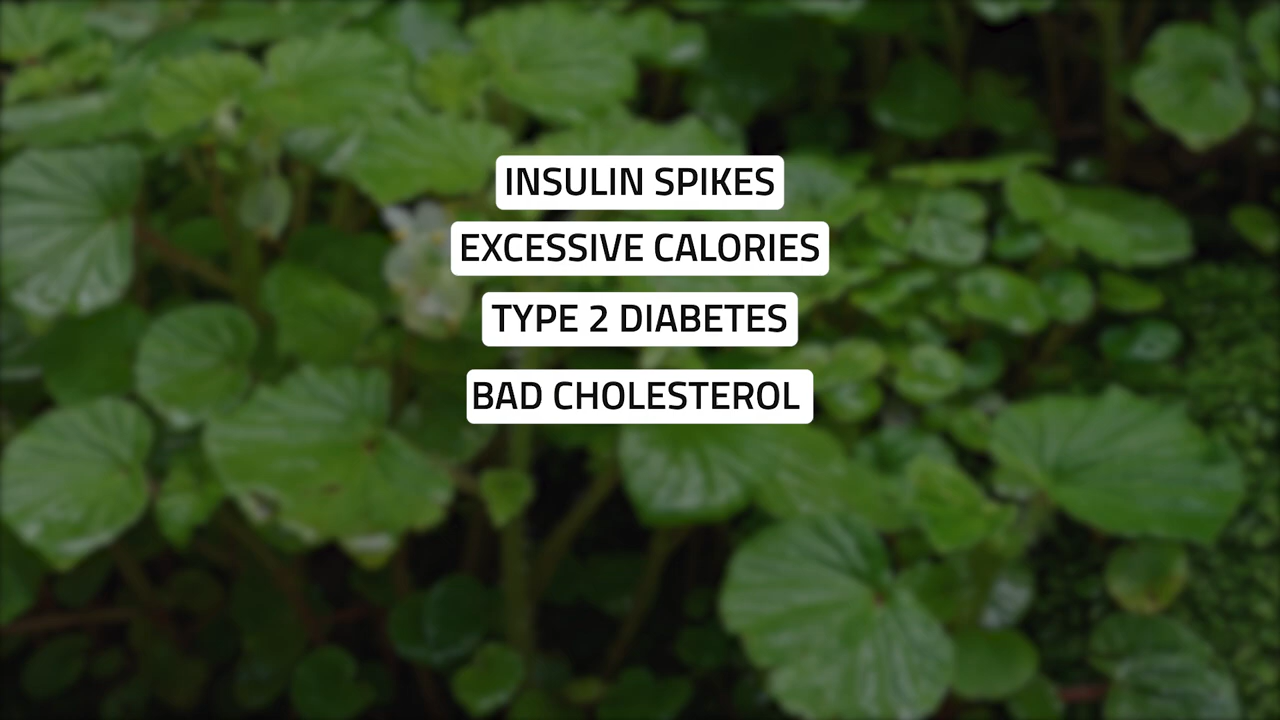 INSULIN SPIKES
EXCESSIVE CALORIES
TYPE 2 DIABETES
BAD CHOLESTEROL